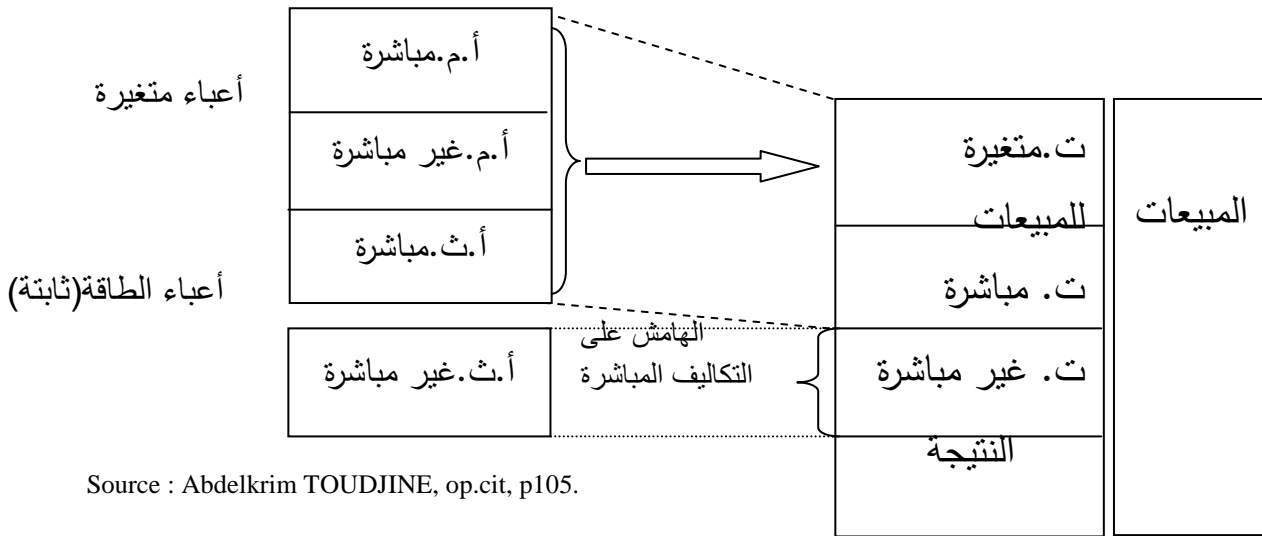 أ.م.مباشرة
أعباء متغيرة
أ.م.غير مباشرة
أ.ث.مباشرة
أعباء الطاقة(ثابتة)
أ.ث.غير مباشرة
الهامش على
التكاليف المباشرة
المبيعات
ت.متغيرة
للمبيعات
ت. مباشرة
ت. غير مباشرة
النتيجة
Source : Abdelkrim TOUDJINE, op.cit, p105.